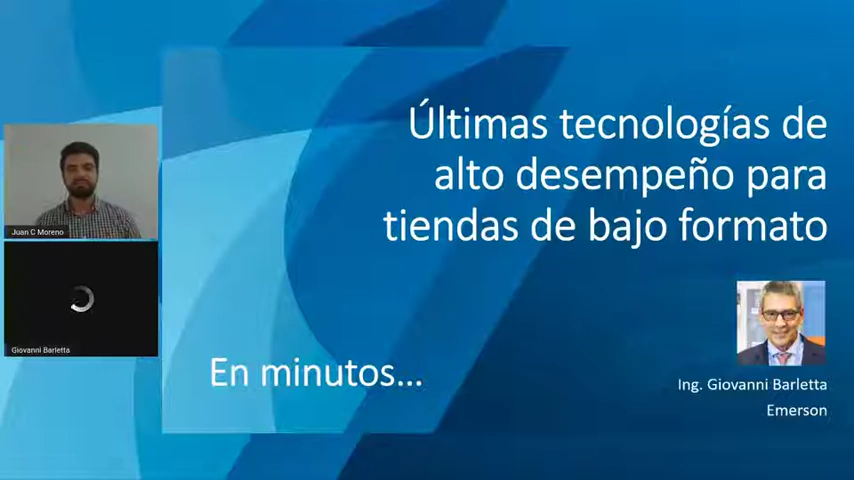 Últimas tecnologías de
alto desempeño para
tiendas de bajo formato
Juan C Moreno
Giovanni Barletta
En minutos...
Ing. Giovanni Barletta
Emerson